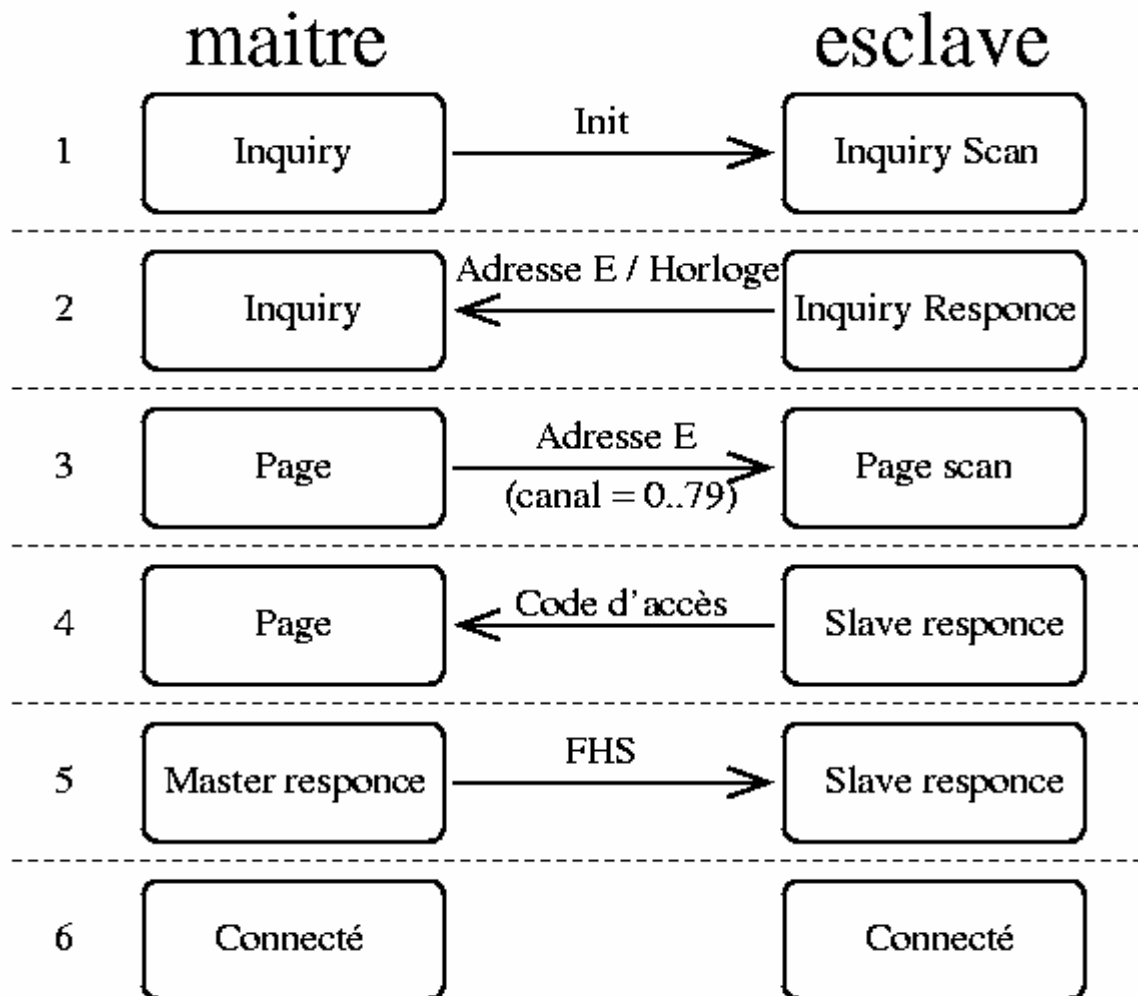 maitre esclave
1 Inquiry Init Inquiry Scan
2 Inquiry Adresse E / Horloge Inquiry Responce
3 Page Adresse E Page scan
(canal = 0..79)
4 Page Code d'accès Slave responce
5 Master responce FHS Slave responce
6 Connecté Connecté